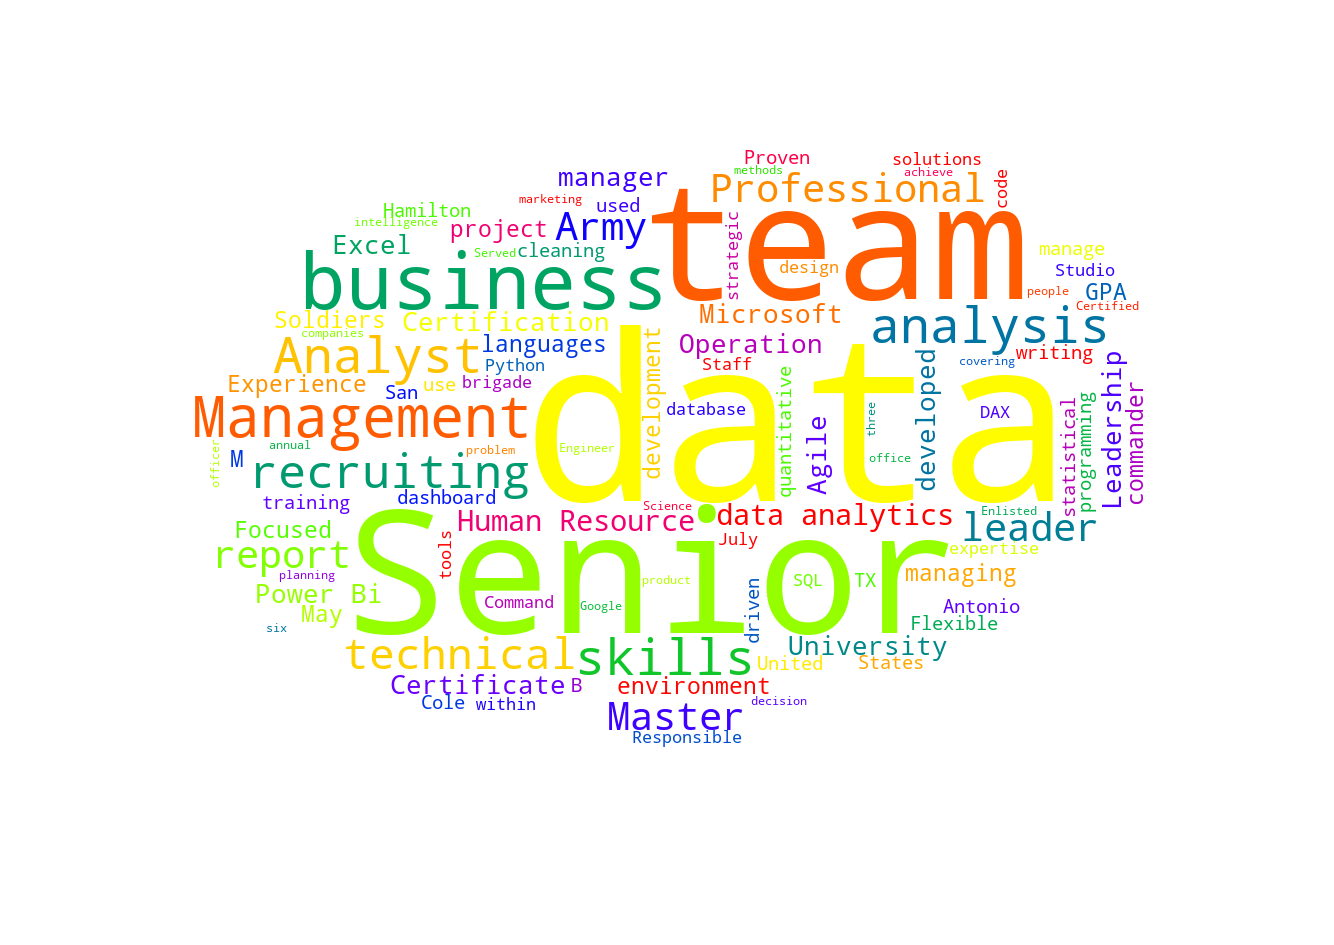 Proven
solutions
methods
achieve
manager
Professional
code
marketing
used
Hamilton
intelligence
project
Army
team
strategic
Excel
Served
cleaning
design
manage
Studio
business
people
GPA
Certified
Soldiers
Certification
Microsoft
analysis
companies
Analyst
languages
Operation
writing
Python
Staff
development
covering
Experience
San
use
brigade
data
quantitative
developed
Leadership
commander
Management
database
Agile
three
DAX
statistical
programming
annual
officer
M
problem
Engineer
office
recruiting
training
dashboard
Science
Human Resource
data analytics
Enlisted
leader
Focused
July
report
tools
Senior
expertise
planning
product
SQL
TX
managing
Power Bi
Command
Google
driven
Antonio
May
Flexible
six
technical
skills
University
United
States
Certificate
B
environment
Cole
within
Master
decision
Responsible